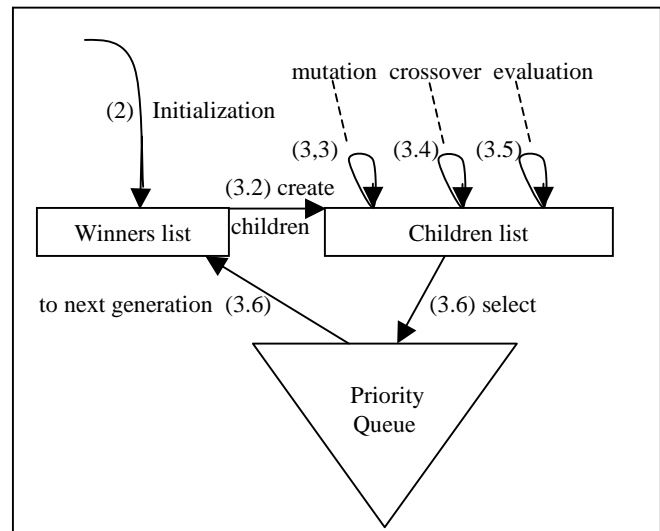 mutation crossover evaluation
(2) Initialization
(3,3) (3.4) (3.5)
(3.2) create
children
Winners list
Children list
to next generation (3.6)
(3.6) select
Priority
Queue